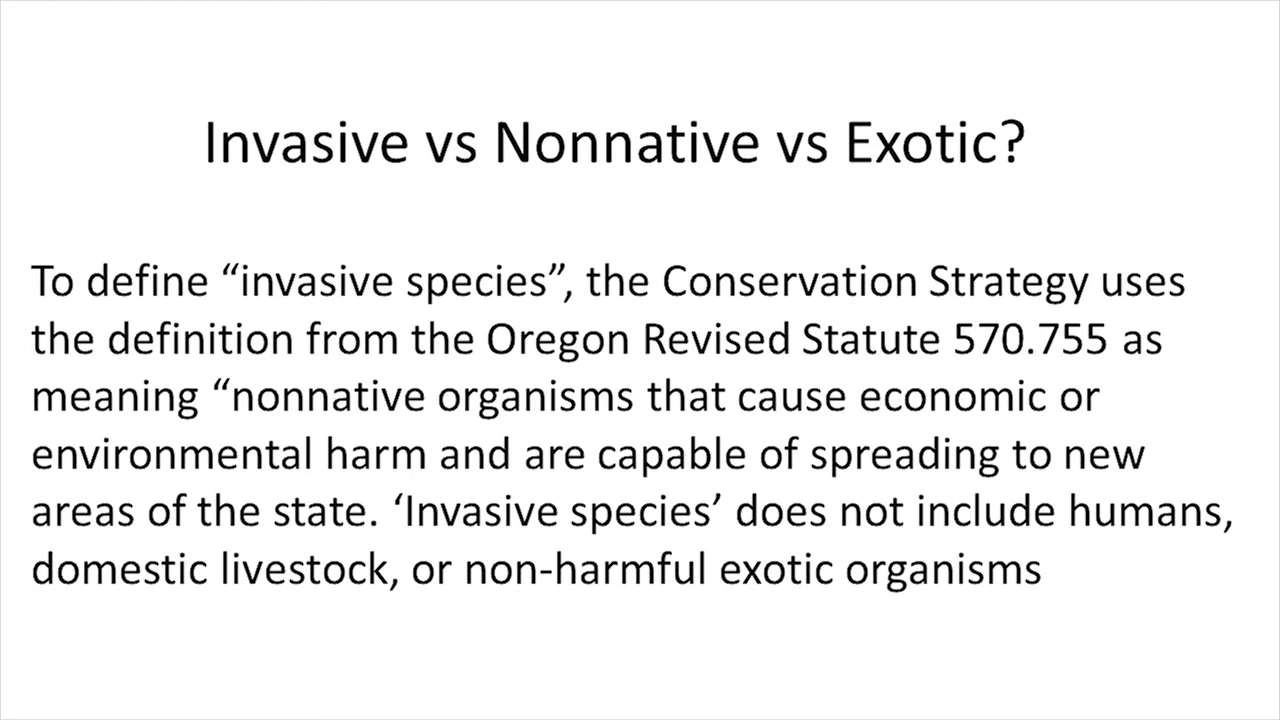 Invasive vs Nonnative vs Exotic?
To define “invasive species”, the Conservation Strategy uses
the definition from the Oregon Revised Statute 570.755 as
meaning “nonnative organisms that cause economic or
environmental harm and are capable of spreading to new
areas of the state. ‘Invasive species’ does not include humans,
domestic livestock, or non-harmful exotic organisms